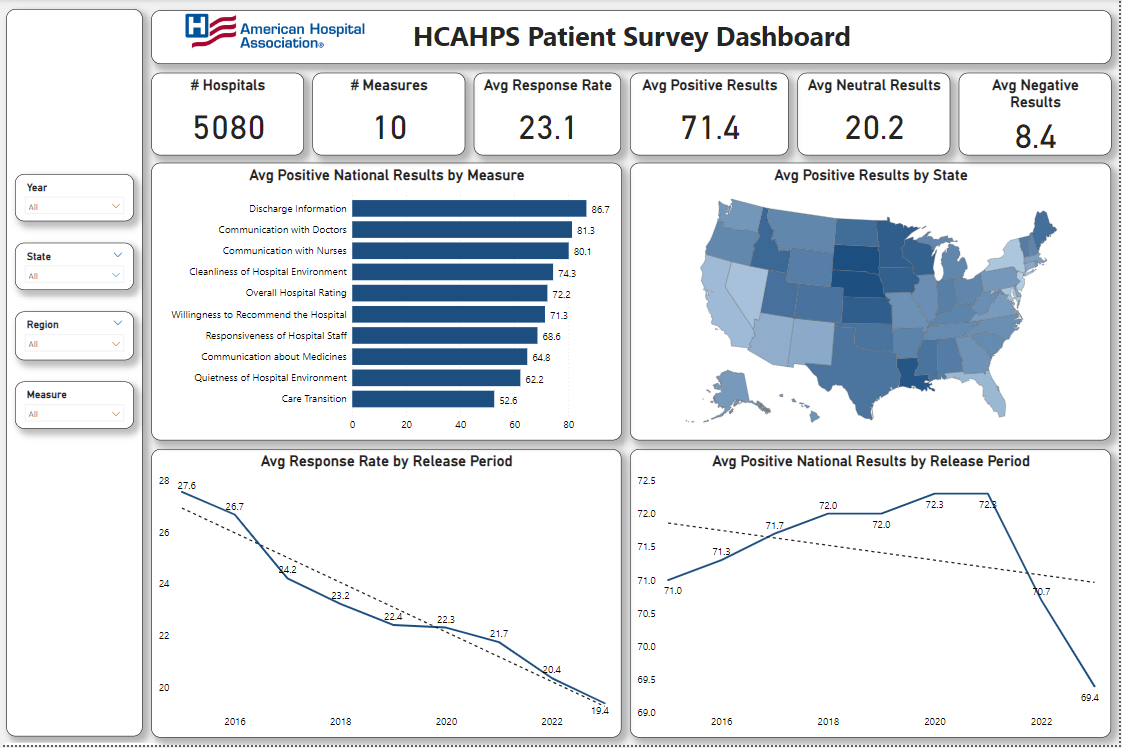 American Hospital
Association®
HCAHPS Patient Survey Dashboard
# Hospitals
5080
# Measures
10
Avg Response Rate
23.1
Avg Positive Results
71.4
Avg Neutral Results
20.2
Avg Negative
Results
8.4
Year
All
State
All
Region
All
Measure
All
Avg Positive National Results by Measure
Discharge Information 86.7
Communication with Doctors 81.3
Communication with Nurses 80.1
Cleanliness of Hospital Environment 74.3
Overall Hospital Rating 72.2
Willingness to Recommend the Hospital 71.3
Responsiveness of Hospital Staff 68.6
Communication about Medicines 64.8
Quietness of Hospital Environment 62.2
Care Transition 52.6
0 20 40 60 80
Avg Positive Results by State
Avg Response Rate by Release Period
28
26
24
22
20
27.6
26.7
24.2
23.2
22.4
22.3
21.7
20.4
19.4
2016 2018 2020 2022
Avg Positive National Results by Release Period
72.5
72.0
71.5
71.0
70.5
70.0
69.5
69.0
71.0
71.3
71.7
72.0
72.0
72.3
72.3
70.7
69.4
2016 2018 2020 2022